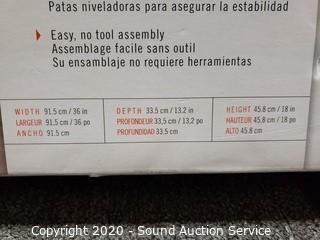 Patas niveladoras para asegurar la estabilidad
Easy, no tool assembly
Assemblage facile sans outil
Su ensamblaje no requiere herramientas
WIDTH 91.5 cm / 36 in
LARGEUR 91,5 cm / 36 po
ANCHO 91.5 cm
DEPTH 33.5 cm / 13.2 in
PROFONDEUR 33,5 cm / 13,2 po
PROFUNDIDAD 33.5 cm
HEIGHT 45.8 cm / 18 in
HAUTEUR 45,8 cm / 18 po
ALTO 45.8 cm
Copyright 2020 - Sound Auction Service